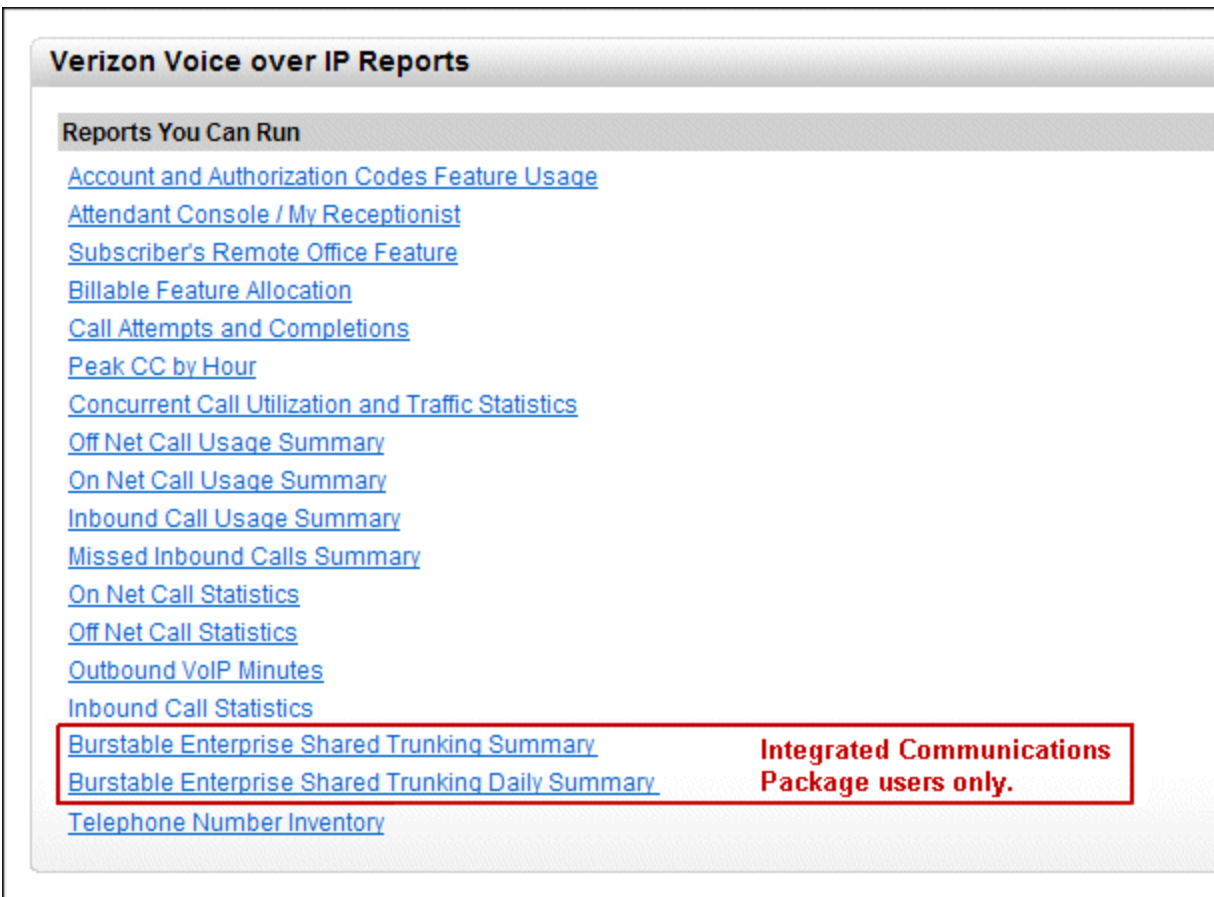 Verizon Voice over IP Reports
Reports You Can Run
Account and Authorization Codes Feature Usage
Attendant Console / My Receptionist
Subscriber's Remote Office Feature
Billable Feature Allocation
Call Attempts and Completions
Peak CC by Hour
Concurrent Call Utilization and Traffic Statistics
Off Net Call Usage Summary
On Net Call Usage Summary
Inbound Call Usage Summary
Missed Inbound Calls Summary
On Net Call Statistics
Off Net Call Statistics
Outbound VoIP Minutes
Inbound Call Statistics
Burstable Enterprise Shared Trunking Summary
Burstable Enterprise Shared Trunking Daily Summary
Integrated Communications
Package users only.
Telephone Number Inventory